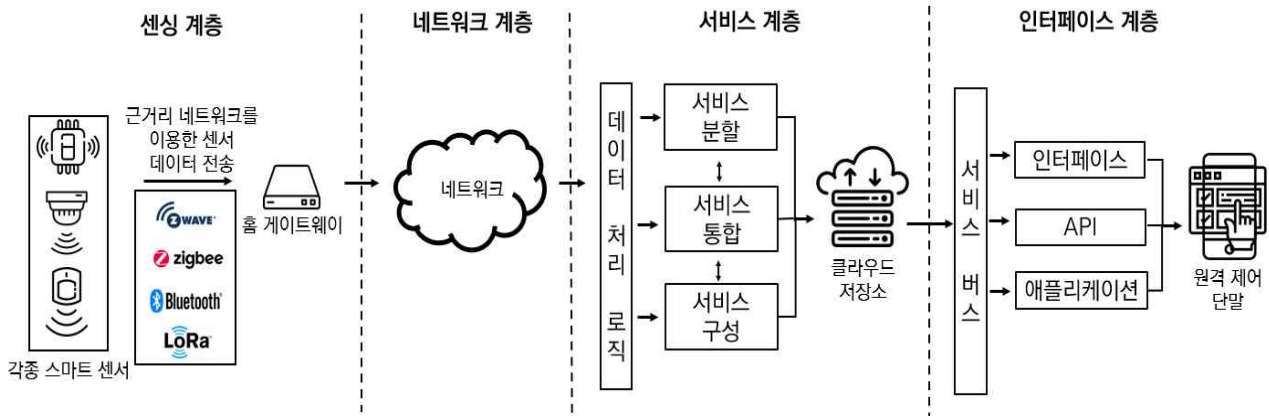 센싱 계층
네트워크 계층
서비스 계층
인터페이스 계층
근거리 네트워크를
이용한 센서
데이터 전송
각종 스마트 센서
Z WAVE
zigbee
Bluetooth
LoRa
홈 게이트웨이
네트워크
데이터 처리 로직
서비스
분할
서비스
통합
서비스
구성
클라우드
저장소
서비스 버스
인터페이스
API
애플리케이션
원격 제어
단말